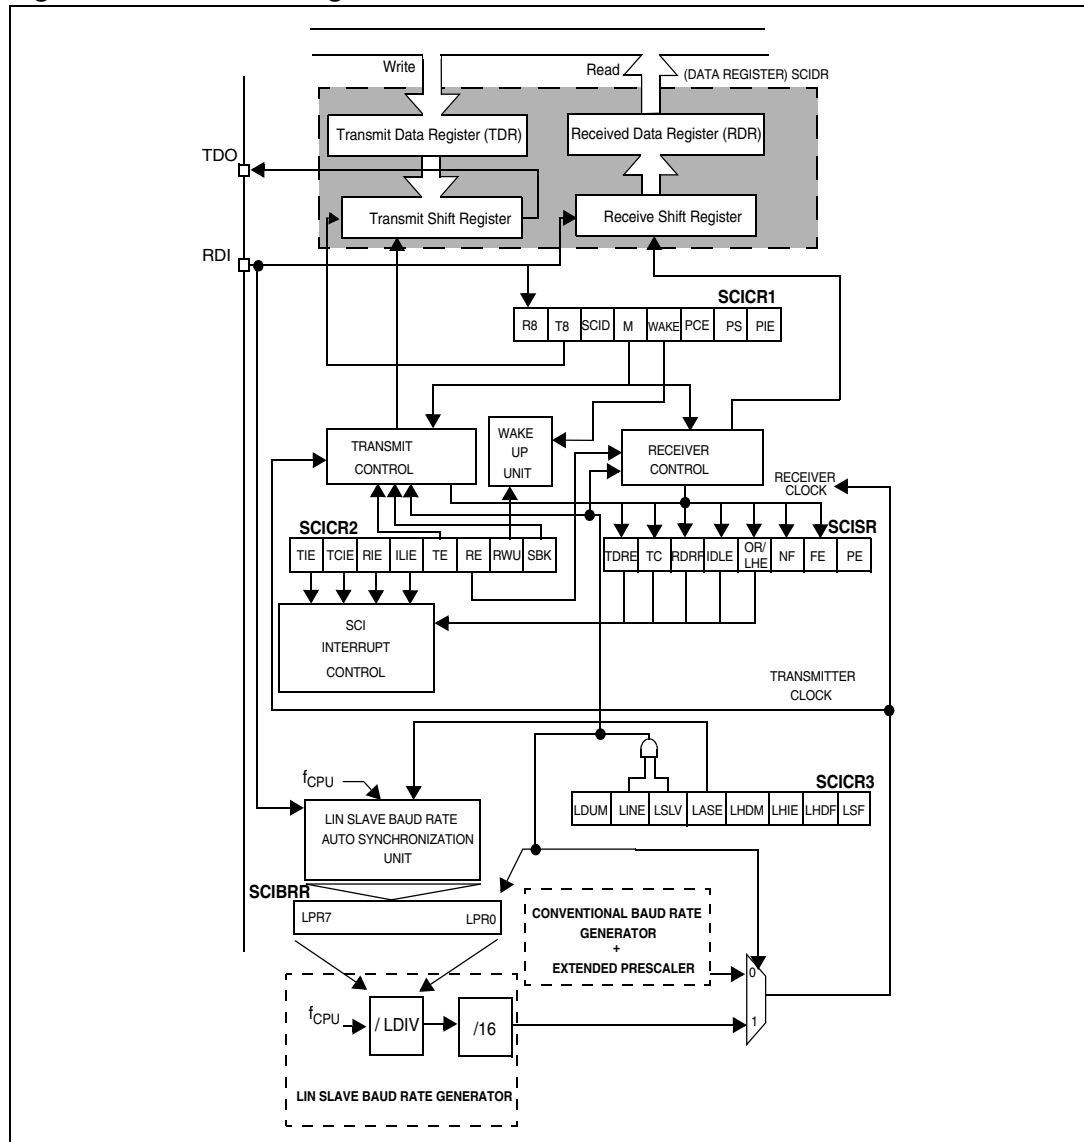 Write
Read
(DATA REGISTER) SCIDR
Transmit Data Register (TDR)
Received Data Register (RDR)
TDO
Transmit Shift Register
Receive Shift Register
RDI
SCICR1
R8 T8 SCID M WAKE PCE PS PIE
TRANSMIT
CONTROL
WAKE
UP
UNIT
RECEIVER
CONTROL
RECEIVER
CLOCK
SCICR2
SCISR
TIE TCIE RIE ILIE TE RE RWU SBK
TDRE TC RDRF IDLE OR/
LHE NF FE PE
SCI
INTERRUPT
CONTROL
TRANSMITTER
CLOCK
fCPU
SCICR3
LDUM LINE LSLV LASE LHDM LHIE LHDF LSF
LIN SLAVE BAUD RATE
AUTO SYNCHRONIZATION
UNIT
SCIBRR
LPR7 LPR0
CONVENTIONAL BAUD RATE
GENERATOR
+
EXTENDED PRESCALER
0
1
fCPU
/ LDIV
/16
LIN SLAVE BAUD RATE GENERATOR